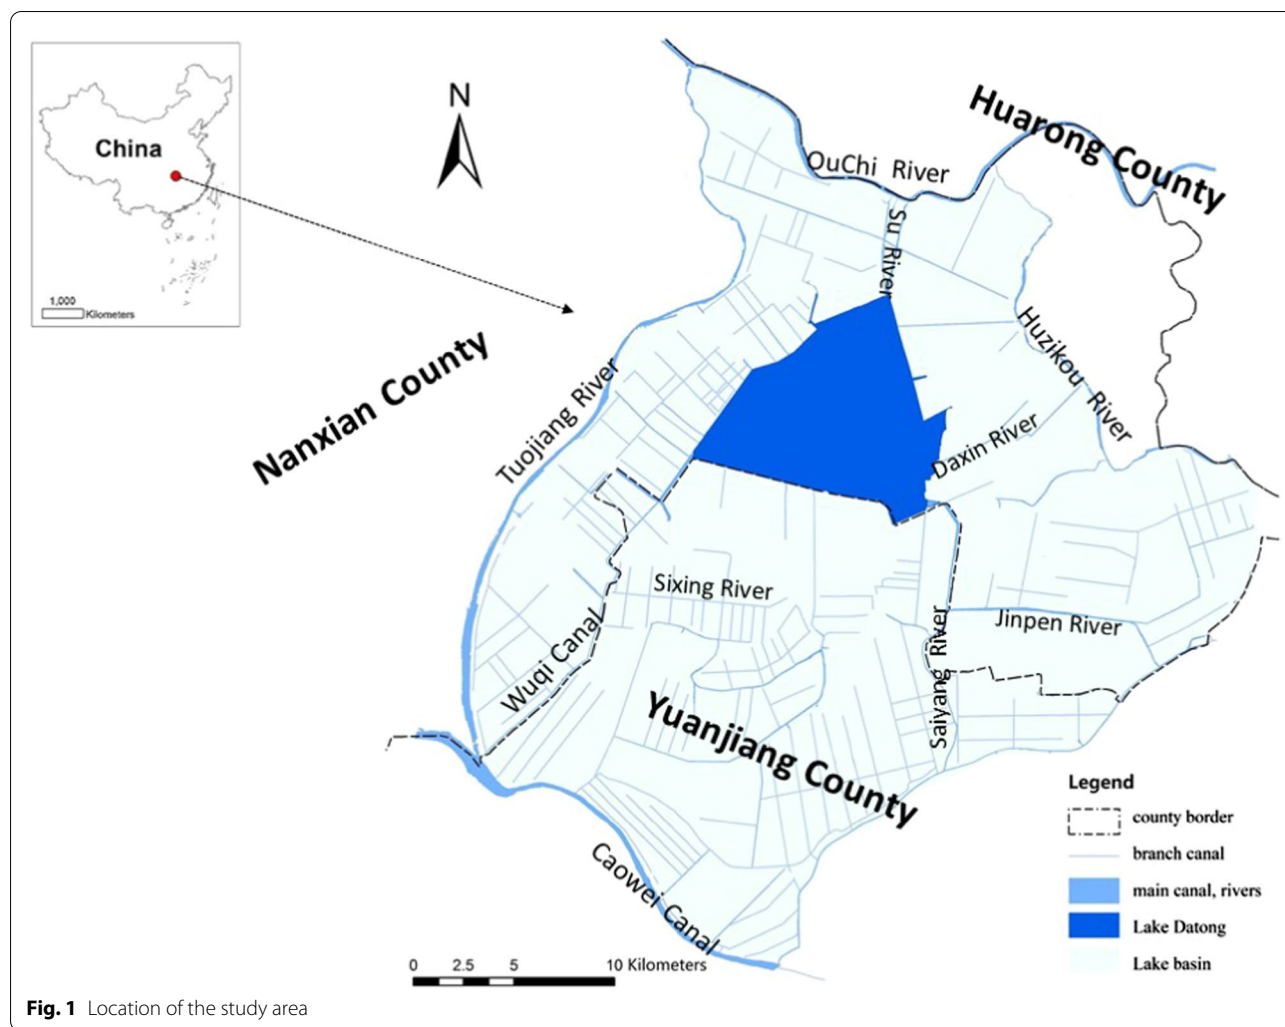 China
1,000
Kilometers
N
Huarong County
OuChi River
Su River
Huzikou River
Nanxian County
Tuojiang River
Daxin River
Sixing River
Jinpen River
Wuqi Canal
Saiyang River
Yuanjiang County
Caowei Canal
Legend
county border
branch canal
main canal, rivers
Lake Datong
Lake basin
0 2.5 5 10 Kilometers
Fig. 1 Location of the study area